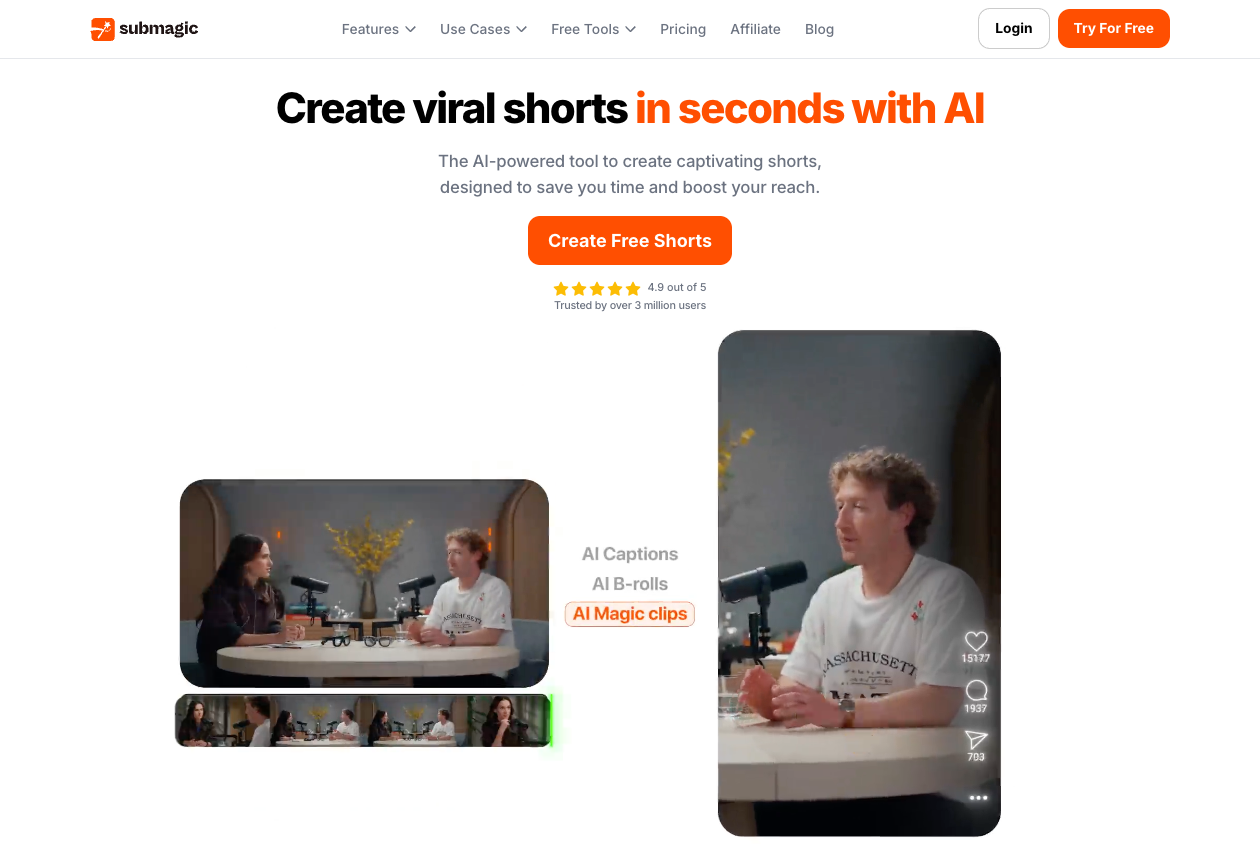 submagic
Features
Use Cases
Free Tools
Pricing
Affiliate
Blog
Login
Try For Free
Create viral shorts in seconds with AI
The AI-powered tool to create captivating shorts,
designed to save you time and boost your reach.
Create Free Shorts
4.9 out of 5
Trusted by over 3 million users
AI Captions
AI B-rolls
AI Magic clips
15177
1937
703